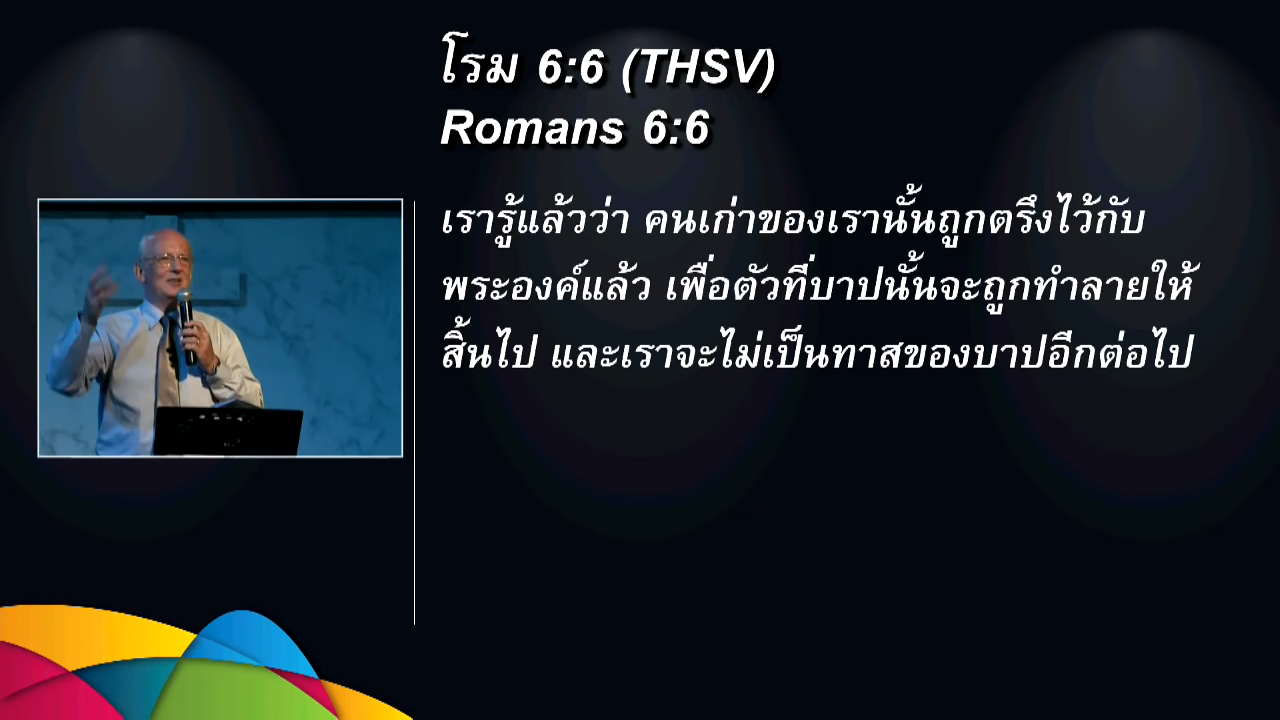 โรม 6:6 (THSV)
Romans 6:6
เรารู้แล้วว่า คนเก่าของเรานั้นถูกตรึงไว้กับ
พระองค์แล้ว เพื่อตัวที่บาปนั้นจะถูกทำลายให้
สิ้นไป และเราจะไม่เป็นทาสของบาปอีกต่อไป